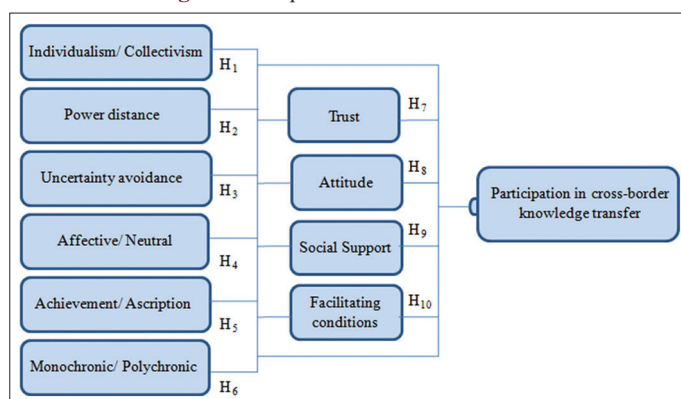 Individualism/ Collectivism
H1
Power distance
H2
Uncertainty avoidance
H3
Affective/ Neutral
H4
Achievement/ Ascription
H5
Monochronic/ Polychronic
H6
Trust
H7
Attitude
H8
Social Support
H9
Facilitating
conditions
H10
Participation in cross-border
knowledge transfer